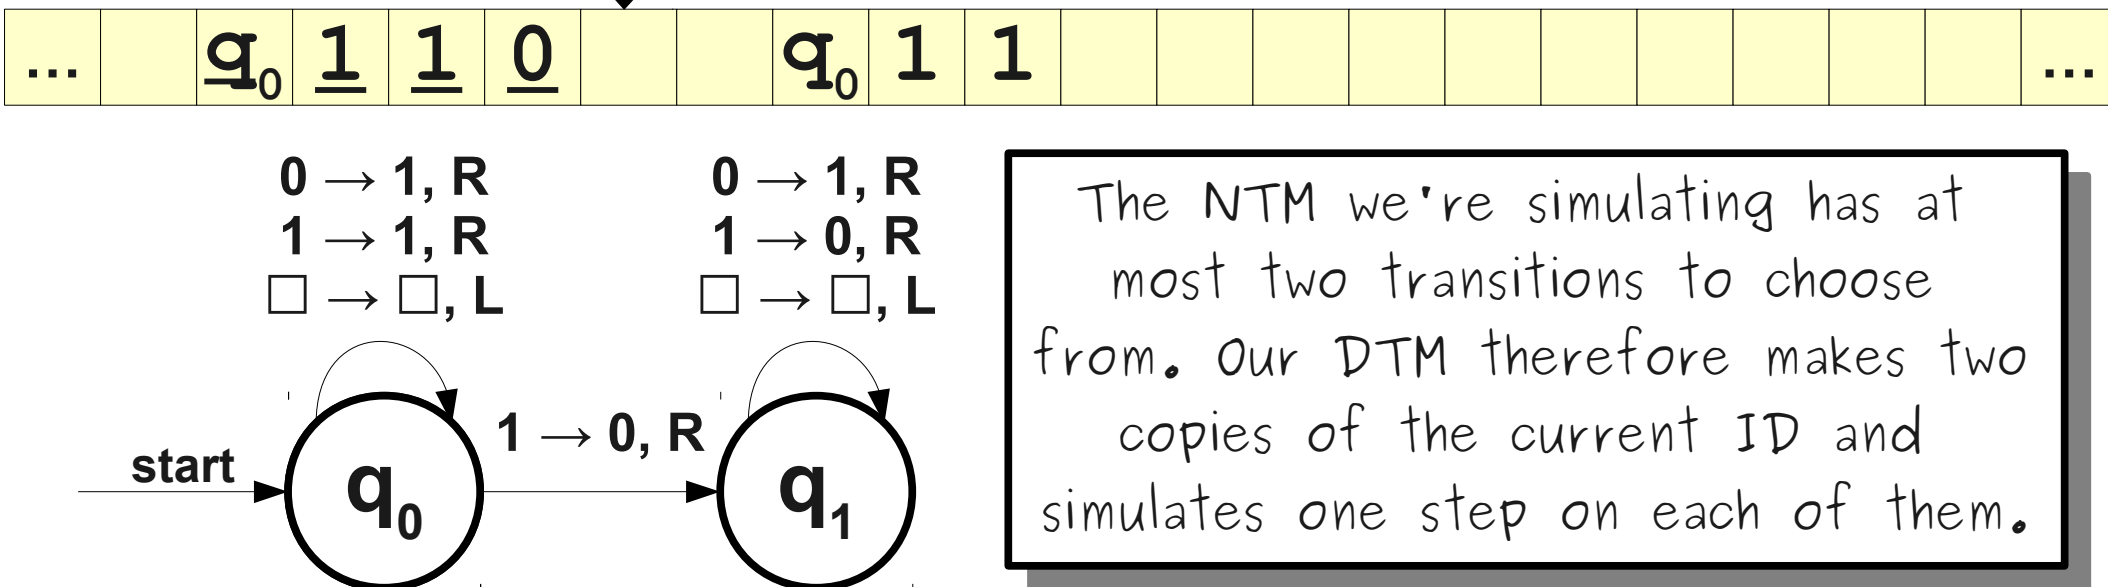 ... q₀ 1 1 0 q₀ 1 1 ...
0 → 1, R
1 → 1, R
□ → □, L
0 → 1, R
1 → 0, R
□ → □, L
The NTM we're simulating has at
most two transitions to choose
from. Our DTM therefore makes two
copies of the current ID and
simulates one step on each of them.
start
q₀
1 → 0, R
q₁